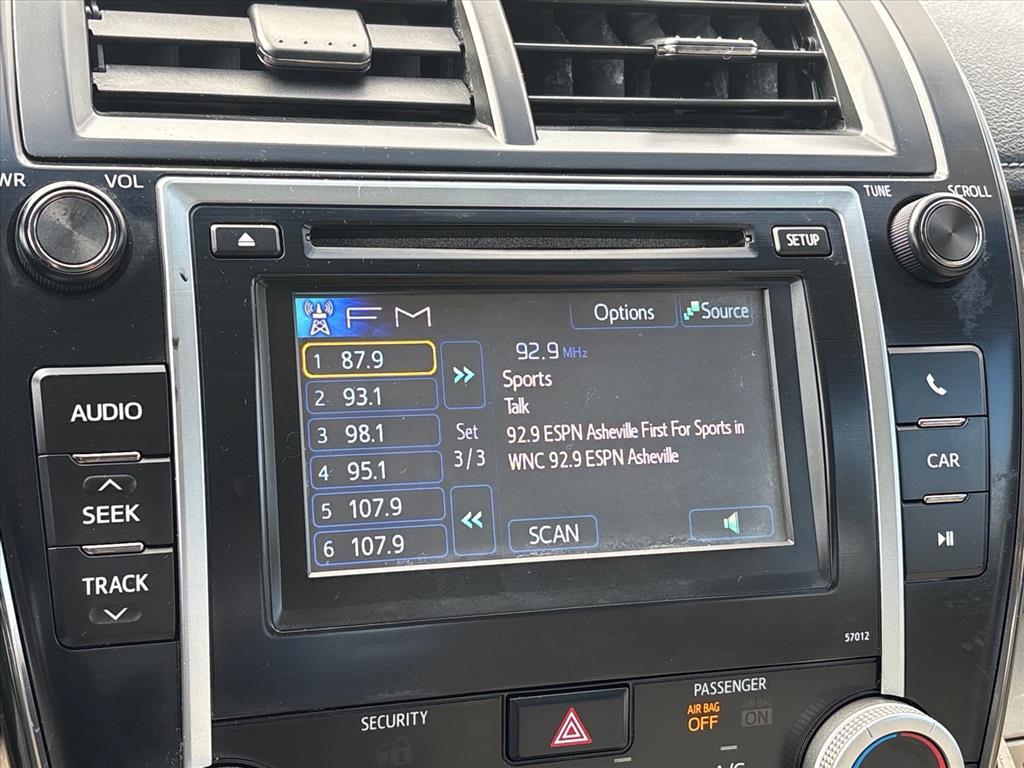 WR
VOL
TUNE
SCROLL
SETUP
FM
Options
Source
1 87.9
2 93.1
3 98.1
4 95.1
5 107.9
6 107.9
Set
3/3
92.9 MHz
Sports
Talk
92.9 ESPN Asheville First For Sports in
WNC 92.9 ESPN Asheville
SCAN
AUDIO
SEEK
TRACK
CAR
57012
SECURITY
PASSENGER
AIR BAG
OFF
AIR BAG
ON
A/C